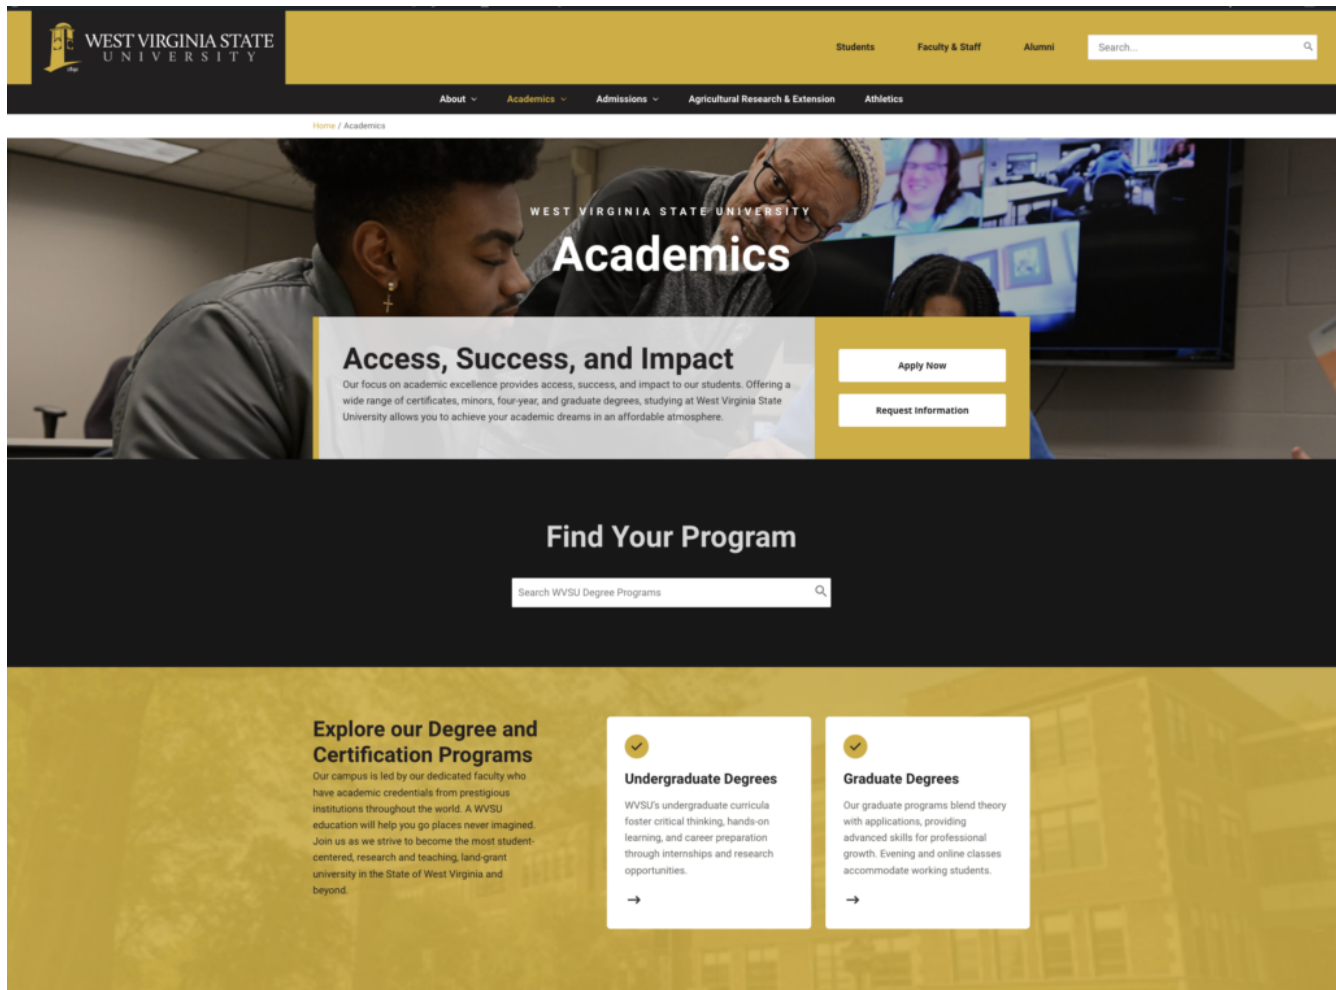 WEST VIRGINIA STATE
UNIVERSITY
1891
Students
Faculty & Staff
Alumni
Search...
About
Academics
Admissions
Agricultural Research & Extension
Athletics
Home / Academics
WEST VIRGINIA STATE UNIVERSITY
Academics
Access, Success, and Impact
Our focus on academic excellence provides access, success, and impact to our students. Offering a
wide range of certificates, minors, four-year, and graduate degrees, studying at West Virginia State
University allows you to achieve your academic dreams in an affordable atmosphere.
Apply Now
Request Information
Find Your Program
Search WVSU Degree Programs
Explore our Degree and
Certification Programs
Our campus is led by our dedicated faculty who
have academic credentials from prestigious
institutions throughout the world. A WVSU
education will help you go places never imagined.
Join us as we strive to become the most student-
centered, research and teaching, land-grant
university in the State of West Virginia and
beyond.
Undergraduate Degrees
WVSU's undergraduate curricula
foster critical thinking, hands-on
learning, and career preparation
through internships and research
opportunities.
Graduate Degrees
Our graduate programs blend theory
with applications, providing
advanced skills for professional
growth. Evening and online classes
accommodate working students.